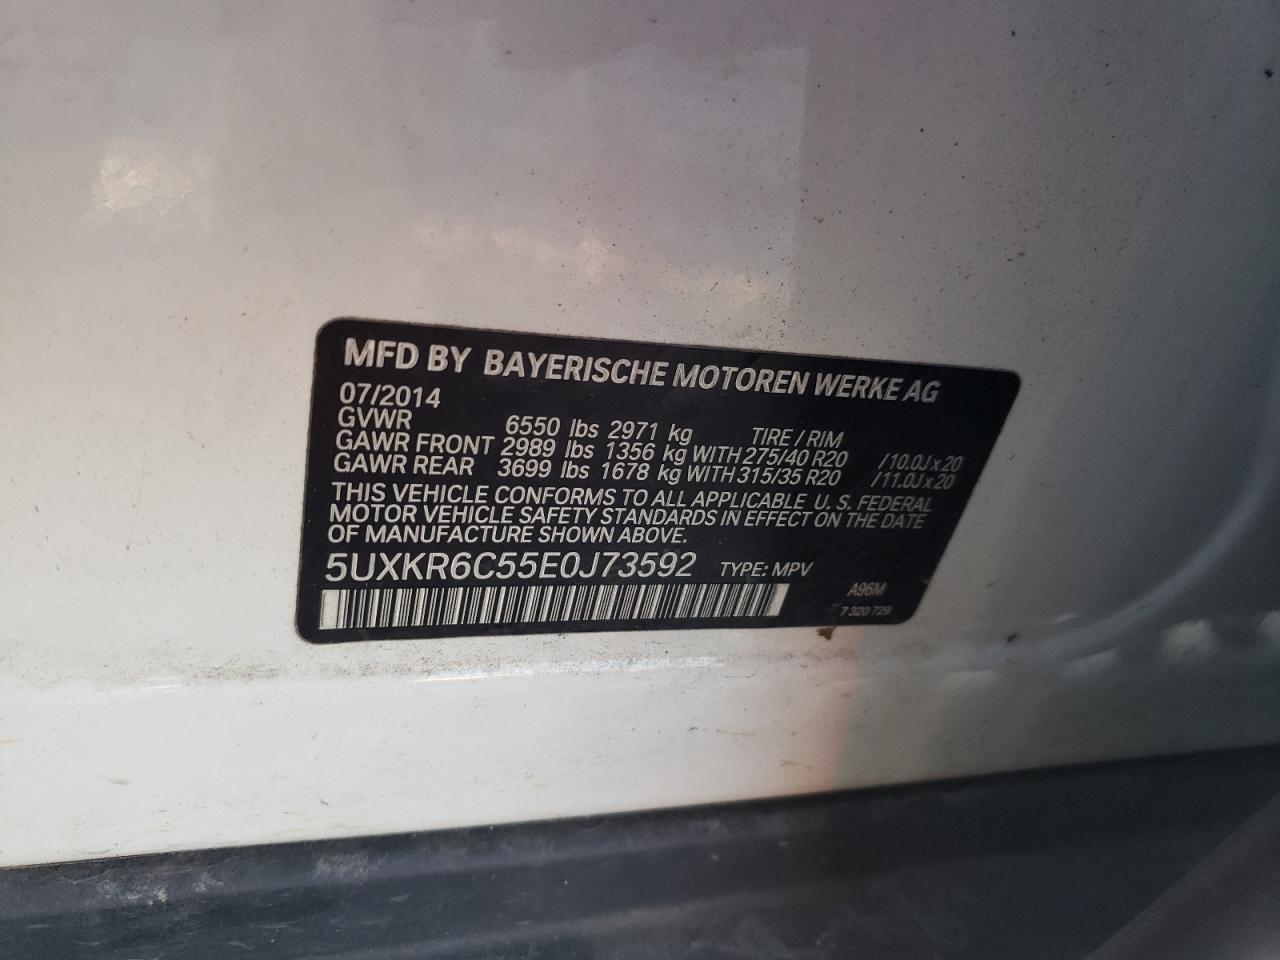 MFD BY BAYERISCHE MOTOREN WERKE AG
07/2014
GVWR 6550 lbs 2971 kg TIRE / RIM
GAWR FRONT 2989 lbs 1356 kg WITH 275/40 R20 /10.0J x 20
GAWR REAR 3699 lbs 1678 kg WITH 315/35 R20 /11.0J x 20
THIS VEHICLE CONFORMS TO ALL APPLICABLE U. S. FEDERAL
MOTOR VEHICLE SAFETY STANDARDS IN EFFECT ON THE DATE
OF MANUFACTURE SHOWN ABOVE.
5UXKR6C55E0J73592 TYPE: MPV
A96M
7 320 729